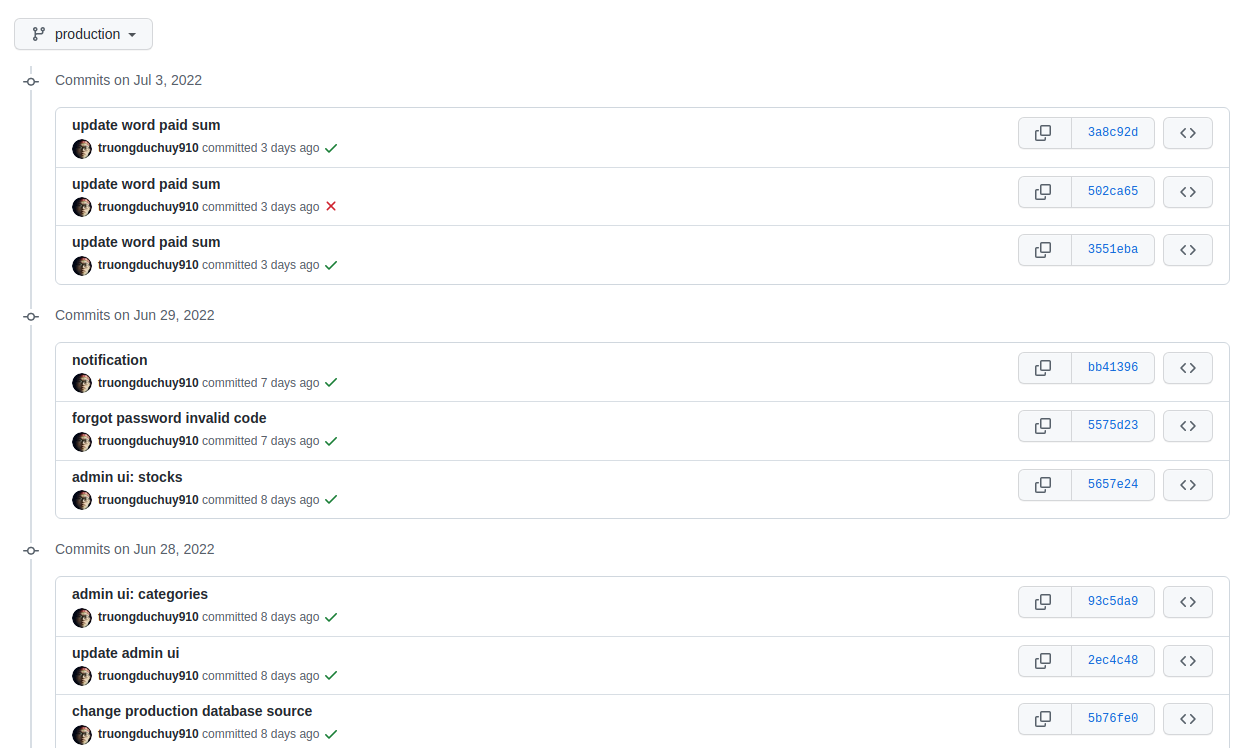 production
Commits on Jul 3, 2022
update word paid sum
3a8c92d
truongduchuy910 committed 3 days ago
update word paid sum
502ca65
truongduchuy910 committed 3 days ago
update word paid sum
3551eba
truongduchuy910 committed 3 days ago
Commits on Jun 29, 2022
notification
bb41396
truongduchuy910 committed 7 days ago
forgot password invalid code
5575d23
truongduchuy910 committed 7 days ago
admin ui: stocks
5657e24
truongduchuy910 committed 8 days ago
Commits on Jun 28, 2022
admin ui: categories
93c5da9
truongduchuy910 committed 8 days ago
update admin ui
2ec4c48
truongduchuy910 committed 8 days ago
change production database source
5b76fe0
truongduchuy910 committed 8 days ago